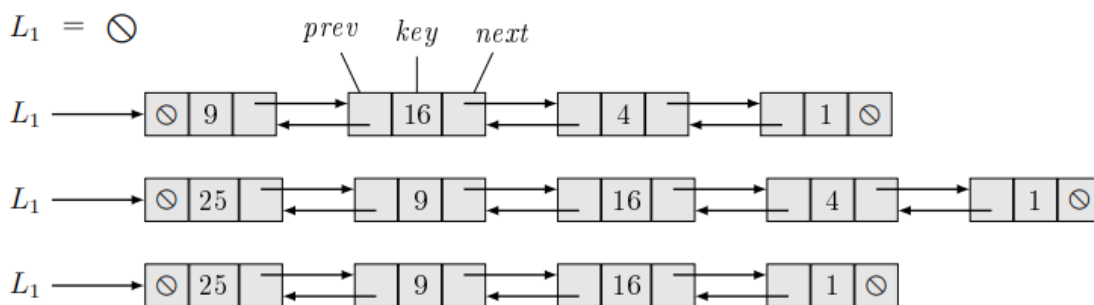 L₁ = ⃠
prev key next
L₁ 9 16 4 1
L₁ 25 9 16 4 1
L₁ 25 9 16 1